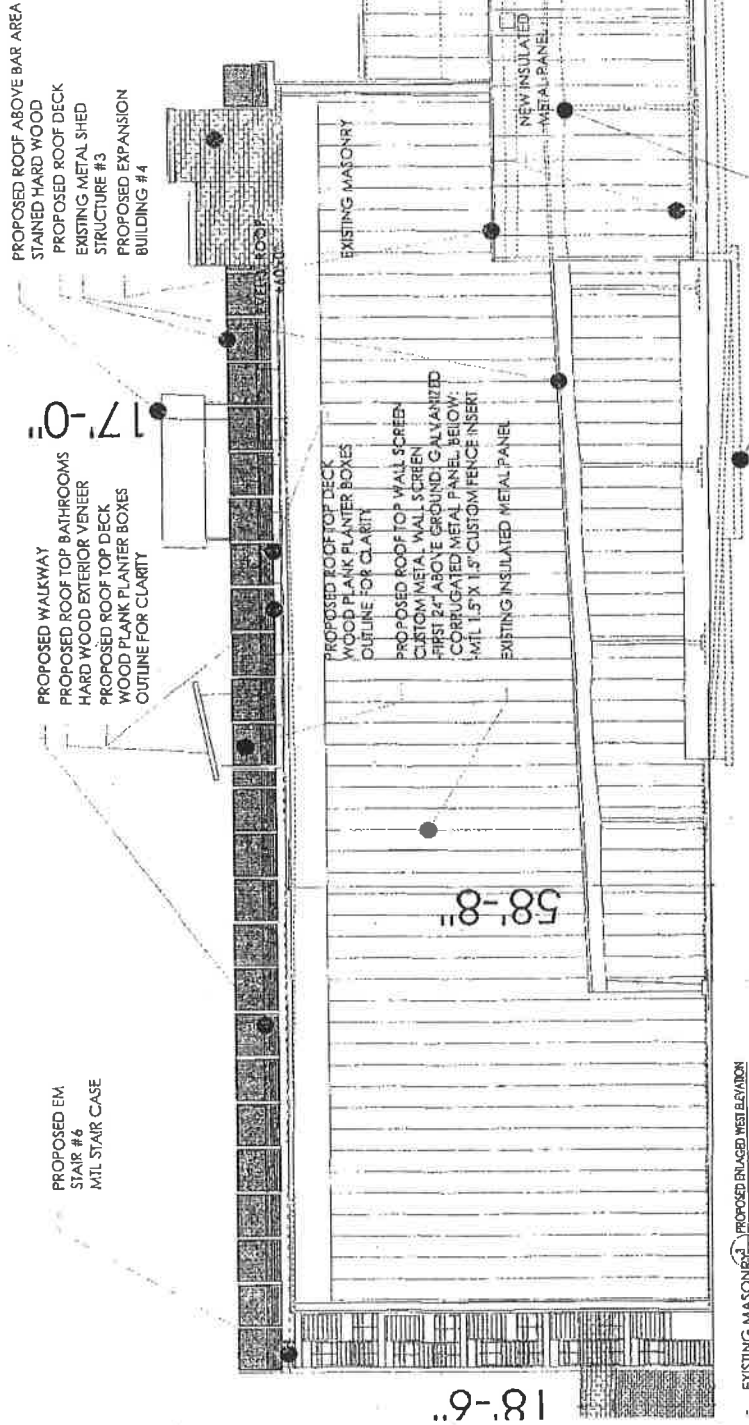 PROPOSED EM
STAIR #6
MTL STAIR CASE
PROPOSED WALKWAY
PROPOSED ROOF TOP BATHROOMS
HARD WOOD EXTERIOR VENEER
PROPOSED ROOF TOP DECK
WOOD PLANK PLANTER BOXES
OUTLINE FOR CLARITY
17'-0"
PROPOSED ROOF ABOVE BAR AREA
STAINED HARD WOOD
PROPOSED ROOF DECK
EXISTING METAL SHED
STRUCTURE #3
PROPOSED EXPANSION
BUILDING #4
EXISTING MASONRY
NEW INSULATED
METAL PANEL
PROPOSED ROOF TOP DECK
WOOD PLANK PLANTER BOXES
OUTLINE FOR CLARITY
PROPOSED ROOF TOP WALL SCREEN
CUSTOM METAL WALL SCREEN
-FIRST 24" ABOVE GROUND: GALVANIZED
CORRUGATED METAL PANEL, BELOW:
-MTL 1.5" X 1.5" CUSTOM FENCE INSERT
EXISTING INSULATED METAL PANEL
58'-8"
18'-6"
EXISTING MASONRY
3
PROPOSED ENLAGED WEST ELEVATION